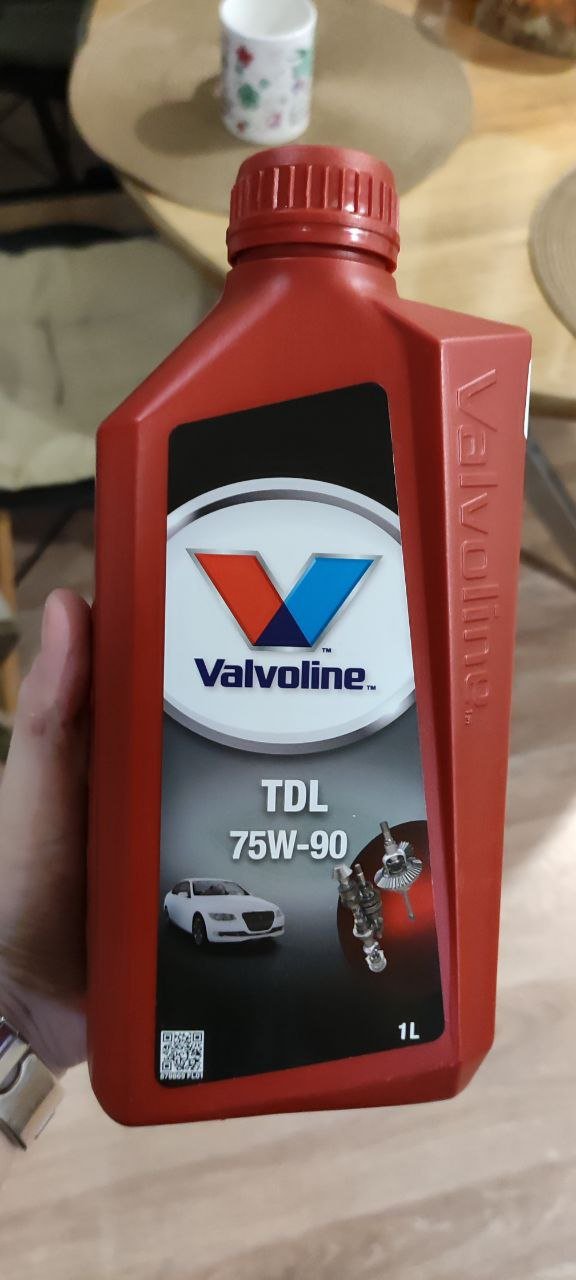 Valvoline™
TDL
75W-90
1L
Valvoline